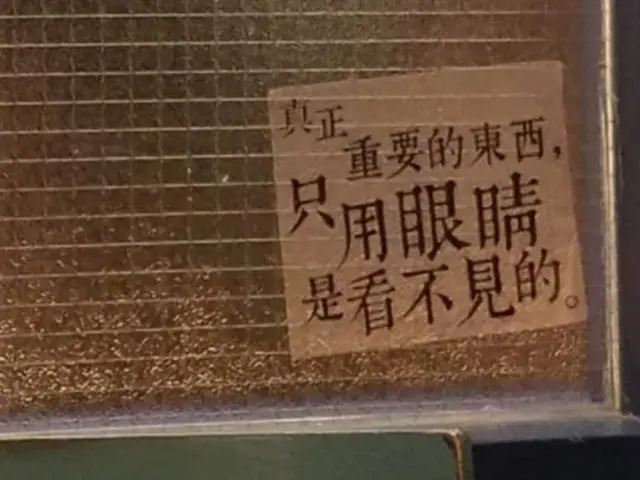 真正
重要的東西，
只用眼睛
是看不見的。